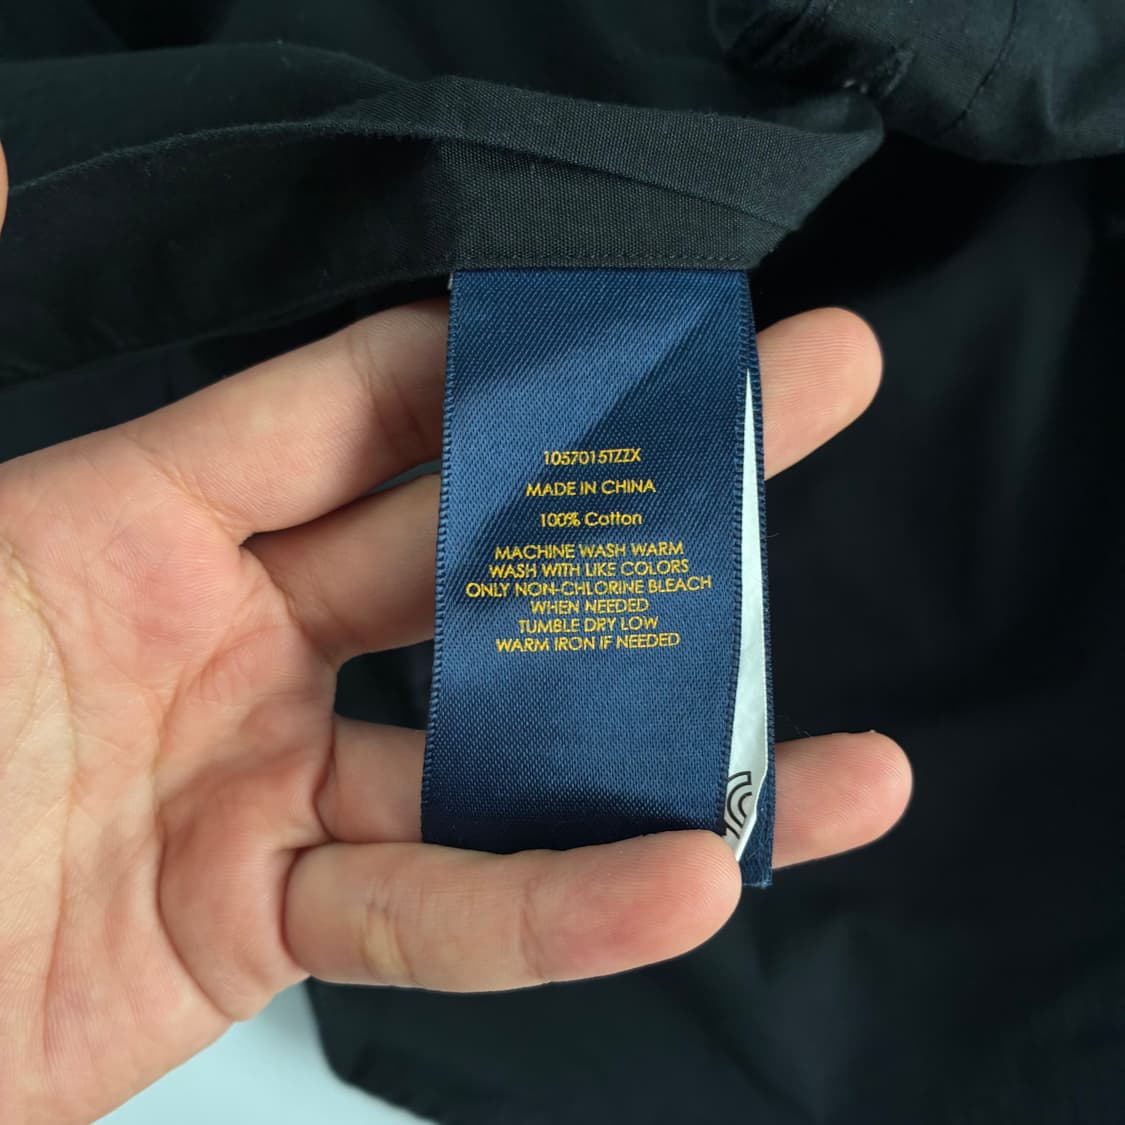 1057015TZZX
MADE IN CHINA
100% Cotton
MACHINE WASH WARM
WASH WITH LIKE COLORS
ONLY NON-CHLORINE BLEACH
WHEN NEEDED
TUMBLE DRY LOW
WARM IRON IF NEEDED